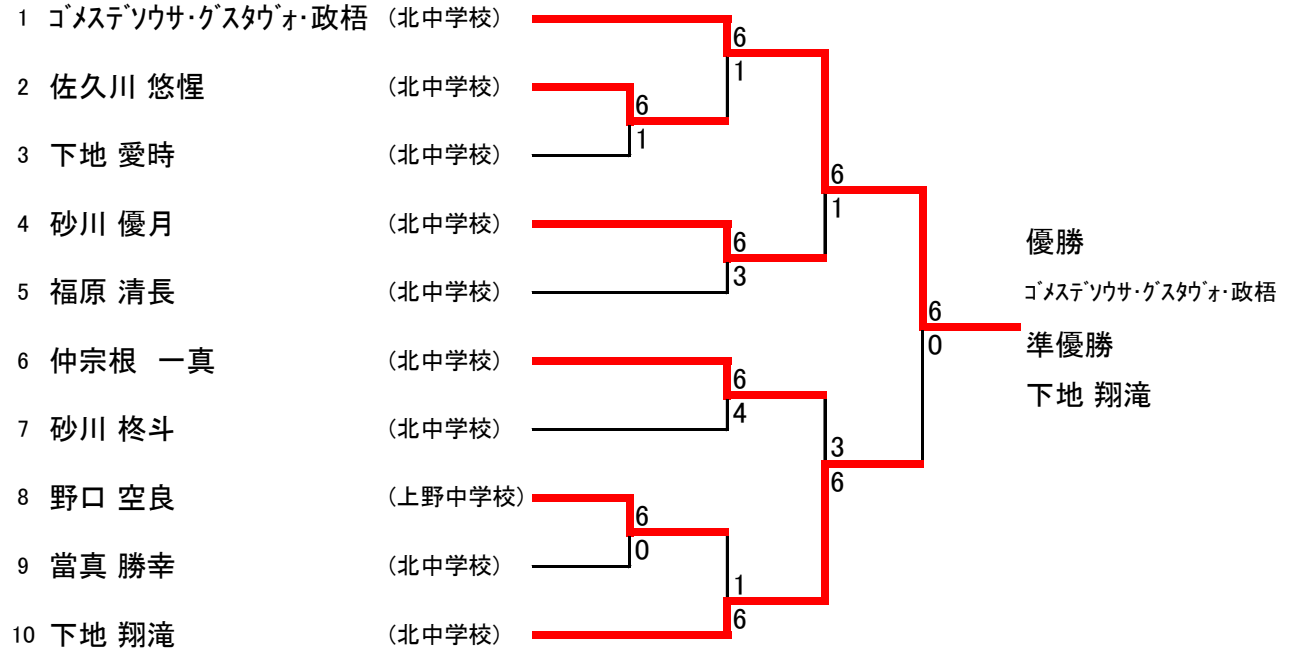 1 ｺﾞﾒｽﾃﾞｿｳｻ･ｸﾞｽﾀｳﾞｫ･政梧 (北中学校)
6
1
2 佐久川 悠惺 (北中学校)
6
1
3 下地 愛時 (北中学校)
6
1
4 砂川 優月 (北中学校)
6
3
優勝
5 福原 清長 (北中学校)
ｺﾞﾒｽﾃﾞｿｳｻ･ｸﾞｽﾀｳﾞｫ･政梧
6
0
準優勝
6 仲宗根　一真 (北中学校)
6
4
下地 翔滝
7 砂川 柊斗 (北中学校)
3
6
8 野口 空良 (上野中学校)
6
0
9 當真 勝幸 (北中学校)
1
6
10 下地 翔滝 (北中学校)